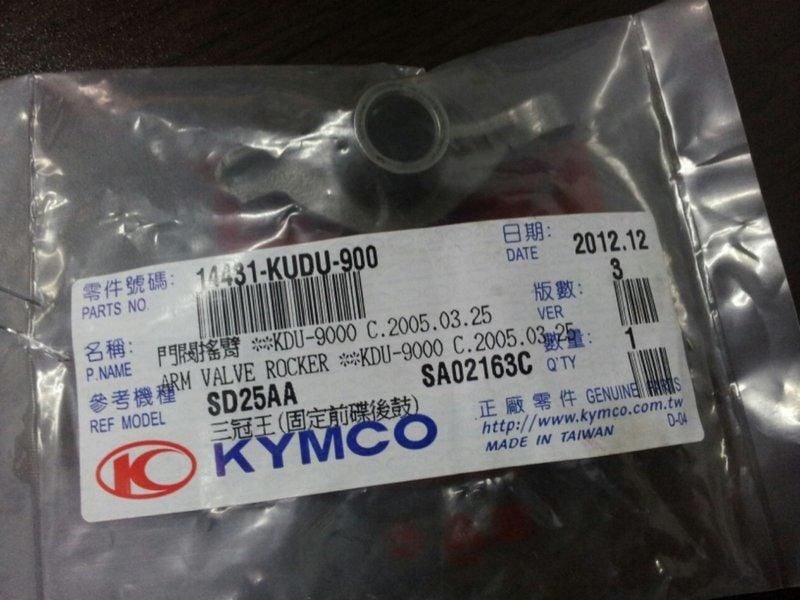 零件號碼: 14431-KUDU-900
PARTS NO.
日期: 2012.12
DATE
版數: 3
VER
名稱: 門閥搖臂 **KDU-9000 C.2005.03.25
P.NAME ARM VALVE ROCKER **KDU-9000 C.2005.03.25
數量: 1
Q'TY
參考機種 SD25AA SA02163C
REF MODEL 三冠王(固定前碟後鼓)
正廠零件 GENUINE PARTS
http://www.kymco.com.tw
MADE IN TAIWAN D-04
KYMCO